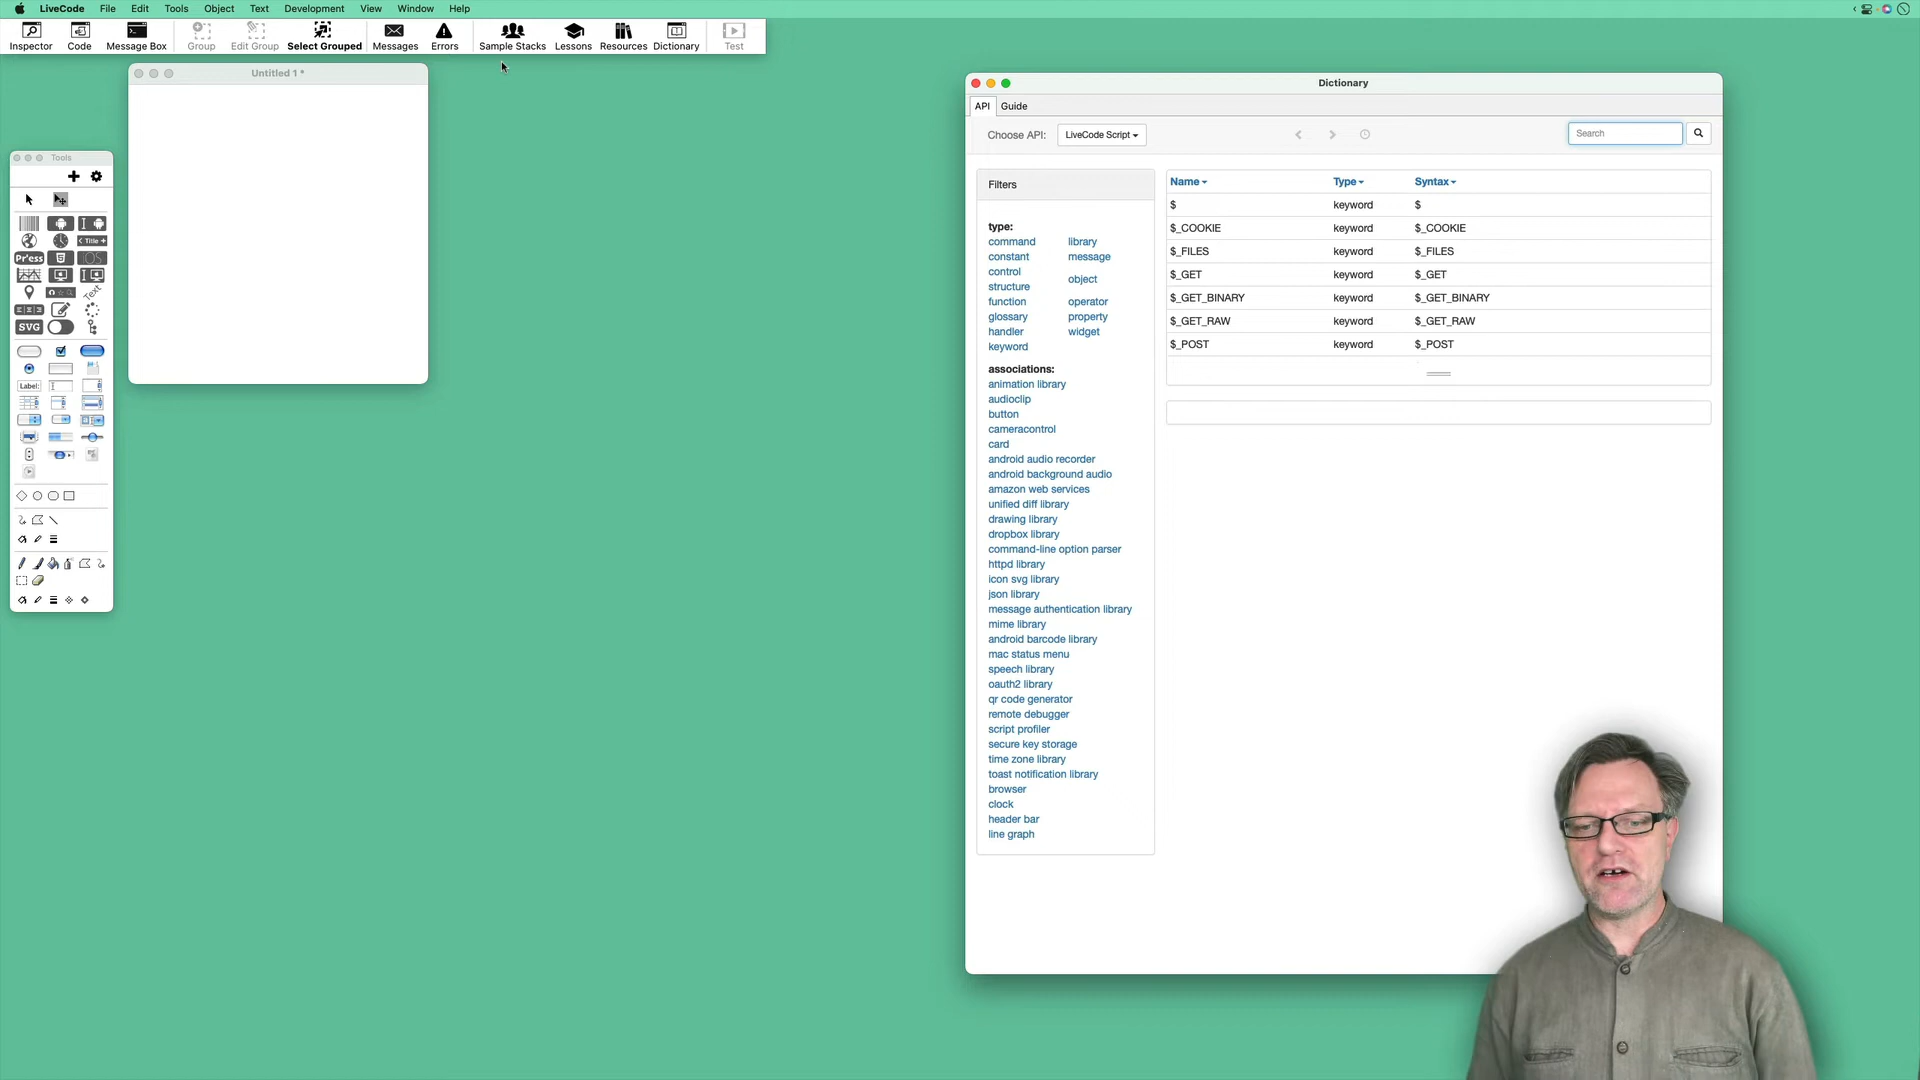 LiveCode File Edit Tools Object Text Development View Window Help
Inspector Code Message Box Group Edit Group Select Grouped Messages Errors Sample Stacks Lessons Resources Dictionary Test
Untitled 1 *
Tools
< Title +
Pr'ess
iOS
Text
SVG
Label:
Dictionary
API Guide
Choose API: LiveCode Script
Search
Filters
type:
command library
constant message
control structure object
function operator
glossary property
handler widget
keyword
associations:
animation library
audioclip
button
cameracontrol
card
android audio recorder
android background audio
amazon web services
unified diff library
drawing library
dropbox library
command-line option parser
httpd library
icon svg library
json library
message authentication library
mime library
android barcode library
mac status menu
speech library
oauth2 library
qr code generator
remote debugger
script profiler
secure key storage
time zone library
toast notification library
browser
clock
header bar
line graph
Name Type Syntax
$ keyword $
$_COOKIE keyword $_COOKIE
$_FILES keyword $_FILES
$_GET keyword $_GET
$_GET_BINARY keyword $_GET_BINARY
$_GET_RAW keyword $_GET_RAW
$_POST keyword $_POST